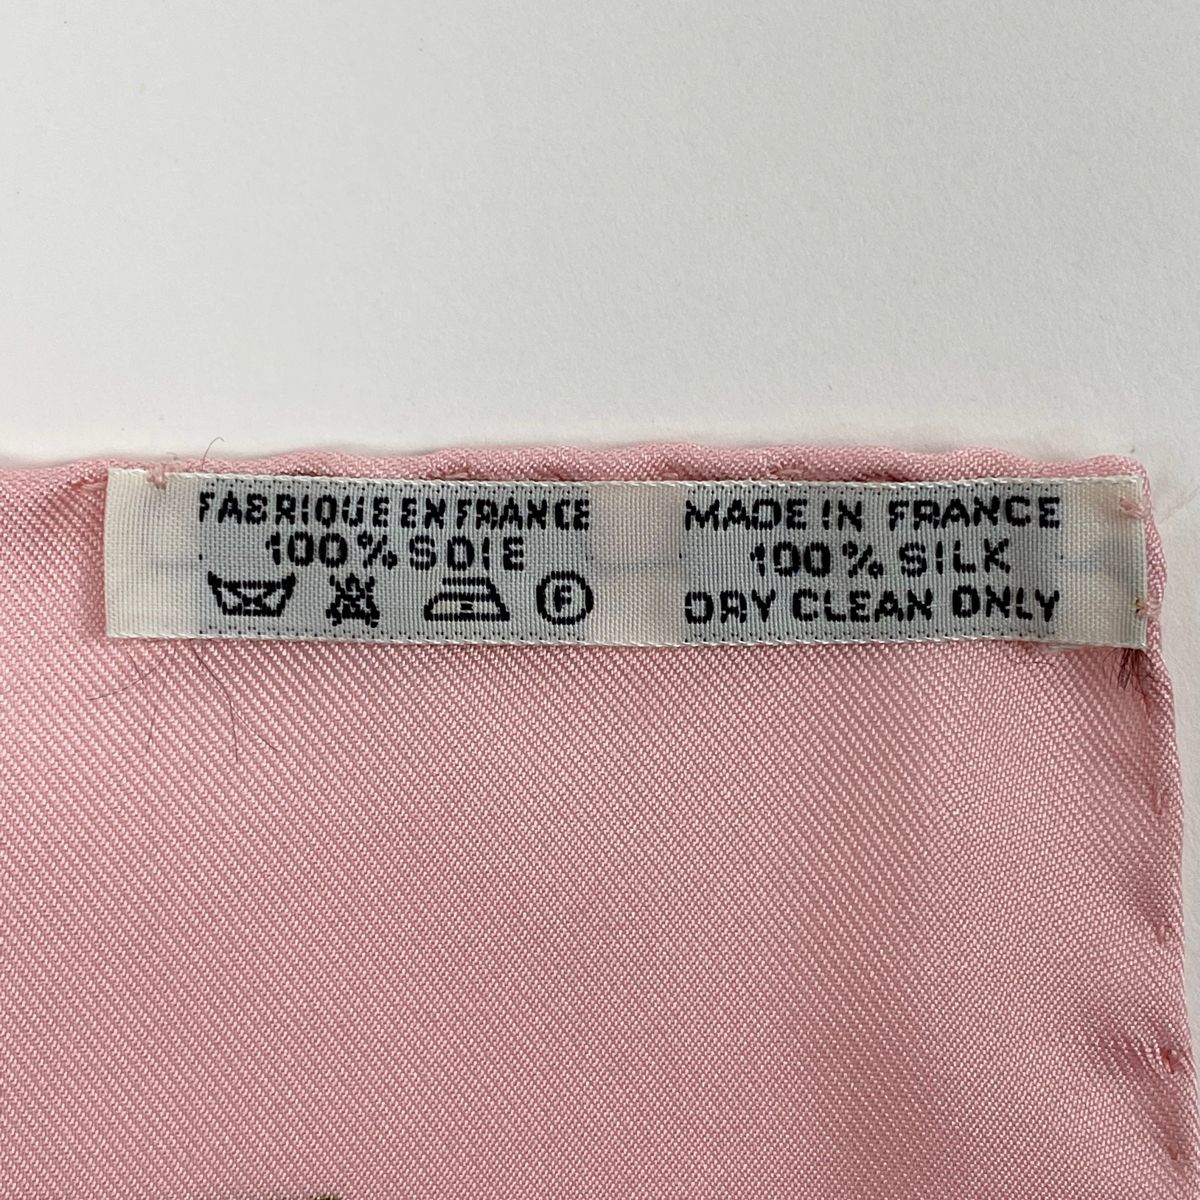 FABRIQUE EN FRANCE
100% SOIE
F
MADE IN FRANCE
100% SILK
DRY CLEAN ONLY